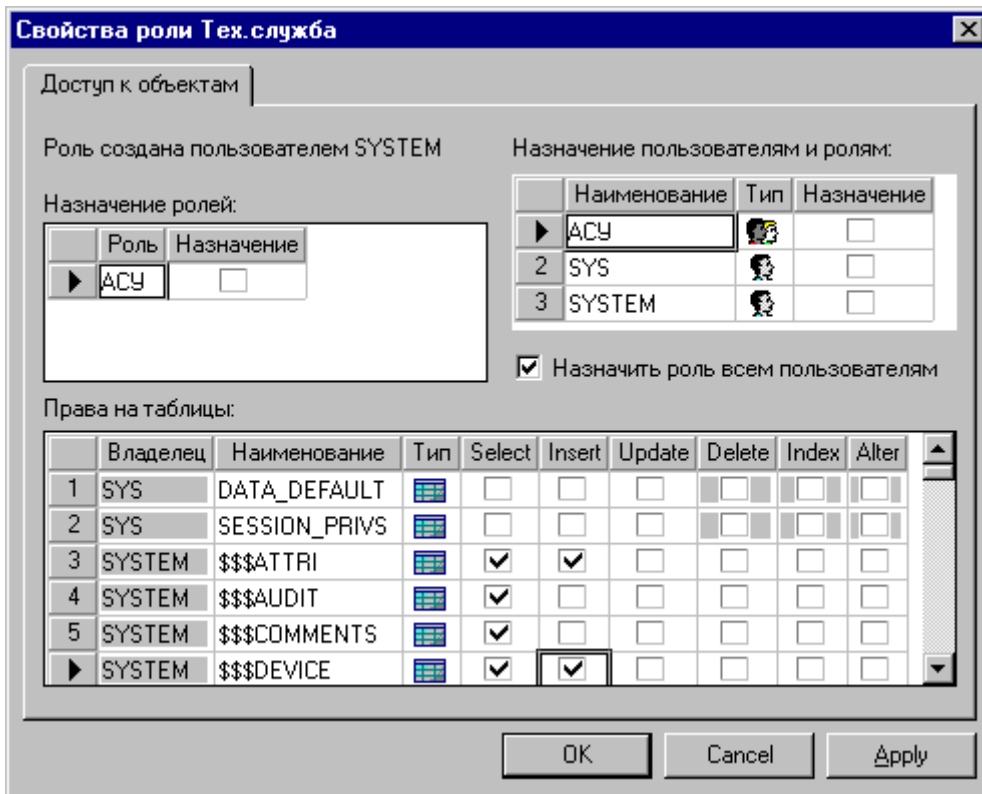 Свойства роли Тех.служба
Доступ к объектам
Роль создана пользователем SYSTEM
Назначение пользователям и ролям:
Назначение ролей:
Наименование Тип Назначение
АСУ
2 SYS
3 SYSTEM
Роль Назначение
АСУ
Назначить роль всем пользователям
Права на таблицы:
Владелец Наименование Тип Select Insert Update Delete Index Alter
1 SYS DATA_DEFAULT
2 SYS SESSION_PRIVS
3 SYSTEM $$$ATTRI
4 SYSTEM $$$AUDIT
5 SYSTEM $$$COMMENTS
SYSTEM $$$DEVICE
OK Cancel Apply